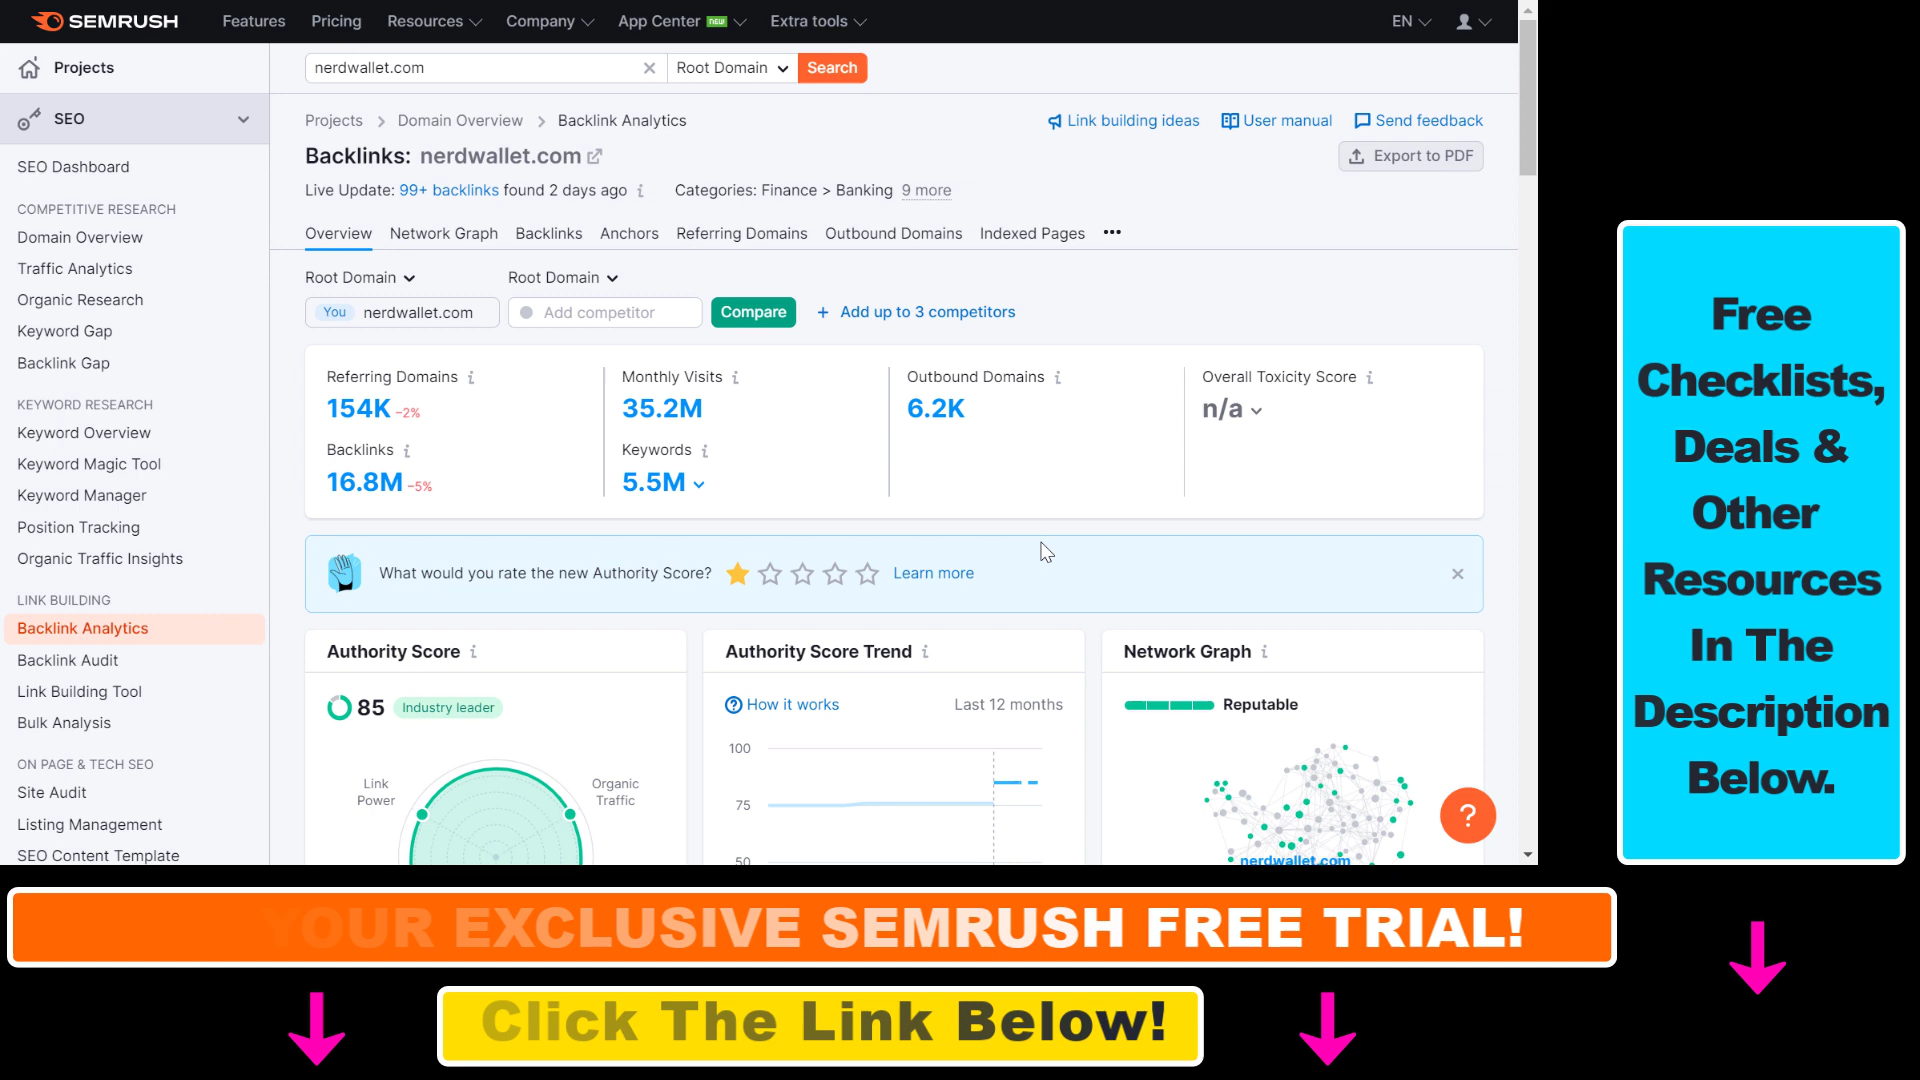 SEMRUSH Features Pricing Resources Company App Center NEW Extra tools EN
Projects
nerdwallet.com Root Domain Search
SEO
Projects Domain Overview Backlink Analytics Link building ideas User manual Send feedback
Backlinks: nerdwallet.com Export to PDF
Live Update: 99+ backlinks found 2 days ago i Categories: Finance > Banking 9 more
Overview Network Graph Backlinks Anchors Referring Domains Outbound Domains Indexed Pages •••
Root Domain Root Domain
You nerdwallet.com Add competitor Compare + Add up to 3 competitors
Referring Domains i Monthly Visits i Outbound Domains i Overall Toxicity Score i
154K -2% 35.2M 6.2K n/a
Backlinks i Keywords i
16.8M -5% 5.5M
What would you rate the new Authority Score? Learn more
Authority Score i Authority Score Trend i Network Graph i
85 Industry leader ? How it works Last 12 months Reputable
100
Link Organic
Power Traffic
75
50 nerdwallet.com
?
SEO Dashboard
COMPETITIVE RESEARCH
Domain Overview
Traffic Analytics
Organic Research
Keyword Gap
Backlink Gap
KEYWORD RESEARCH
Keyword Overview
Keyword Magic Tool
Keyword Manager
Position Tracking
Organic Traffic Insights
LINK BUILDING
Backlink Analytics
Backlink Audit
Link Building Tool
Bulk Analysis
ON PAGE & TECH SEO
Site Audit
Listing Management
SEO Content Template
Free
Checklists,
Deals &
Other
Resources
In The
Description
Below.
YOUR EXCLUSIVE SEMRUSH FREE TRIAL!
Click The Link Below!